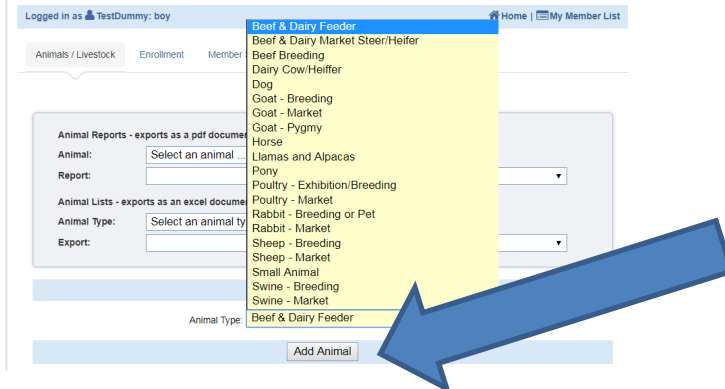 Logged in as TestDummy: boy
Home | My Member List
Animals / Livestock Enrollment Member
Animal Reports - exports as a pdf
Animal: Select an animal ...
Report:
Animal Lists - exports as an excel
Animal Type: Select an animal
Export:
Beef & Dairy Feeder
Beef & Dairy Market Steer/Heifer
Beef Breeding
Dairy Cow/Heiffer
Dog
Goat - Breeding
Goat - Market
Goat - Pygmy
Horse
Llamas and Alpacas
Pony
Poultry - Exhibition/Breeding
Poultry - Market
Rabbit - Breeding or Pet
Rabbit - Market
Sheep - Breeding
Sheep - Market
Small Animal
Swine - Breeding
Swine - Market
Animal Type: Beef & Dairy Feeder
Add Animal